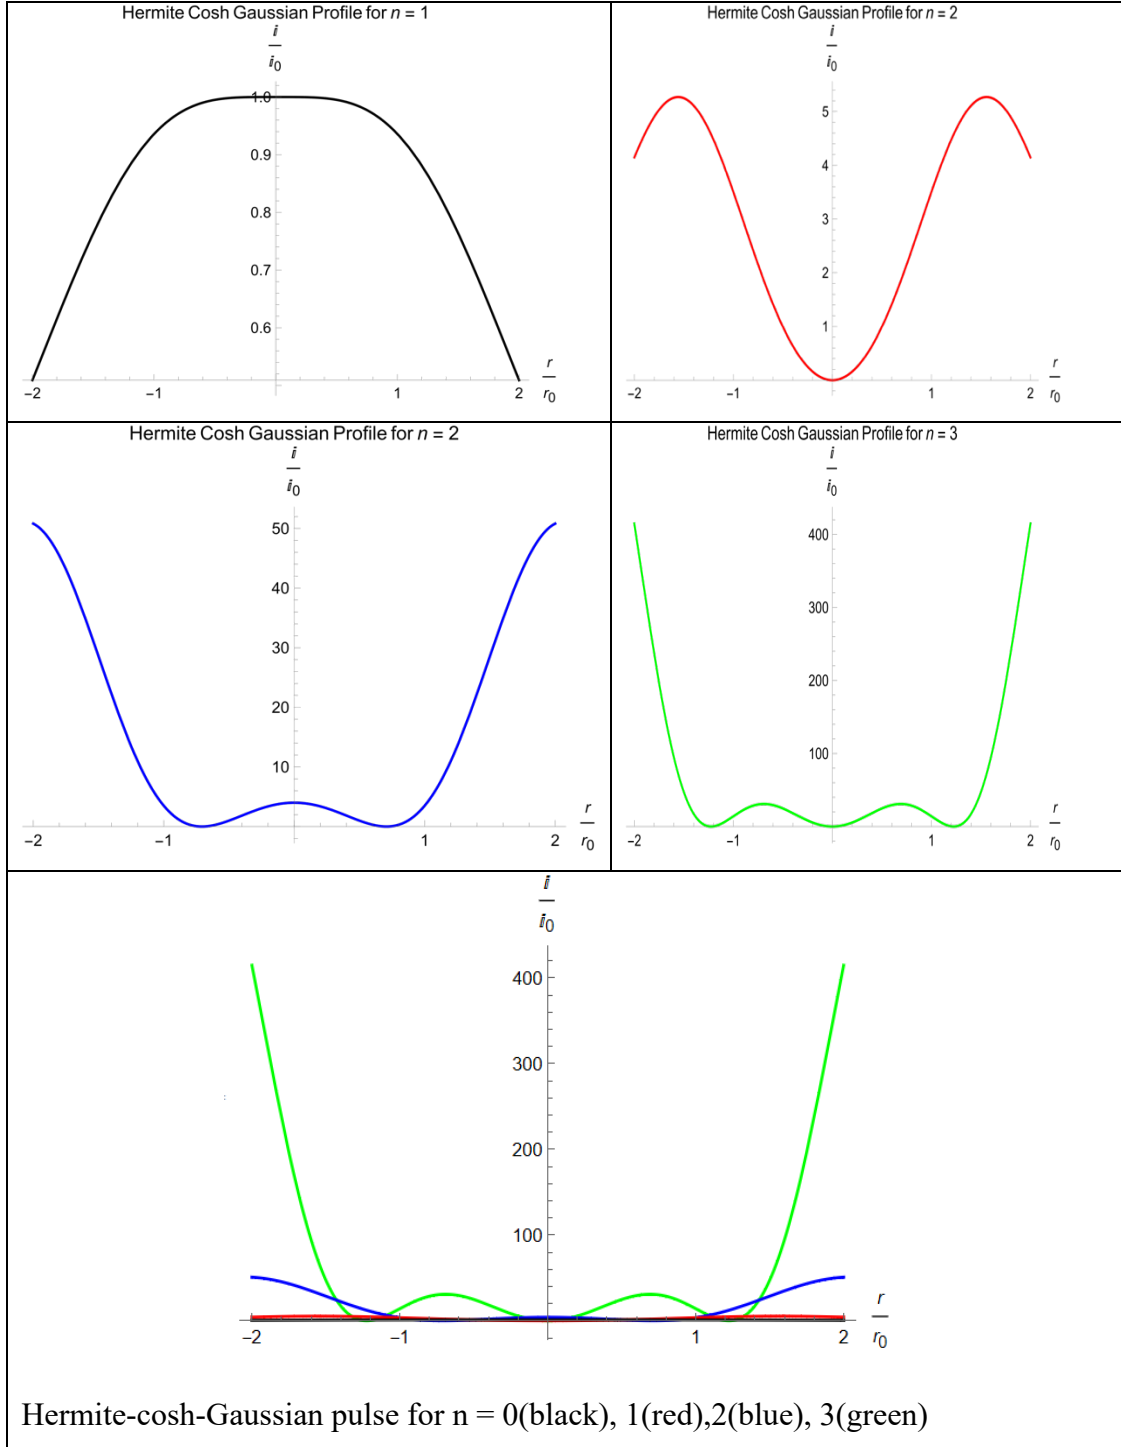 Hermite Cosh Gaussian Profile for n = 1
i
i0
1.0
0.9
0.8
0.7
0.6
−2 −1 1 2
r
r0
Hermite Cosh Gaussian Profile for n = 2
i
i0
5
4
3
2
1
−2 −1 1 2
r
r0
Hermite Cosh Gaussian Profile for n = 2
i
i0
50
40
30
20
10
−2 −1 1 2
r
r0
Hermite Cosh Gaussian Profile for n = 3
i
i0
400
300
200
100
−2 −1 1 2
r
r0
i
i0
400
300
200
100
−2 −1 1 2
r
r0
Hermite-cosh-Gaussian pulse for n = 0(black), 1(red),2(blue), 3(green)